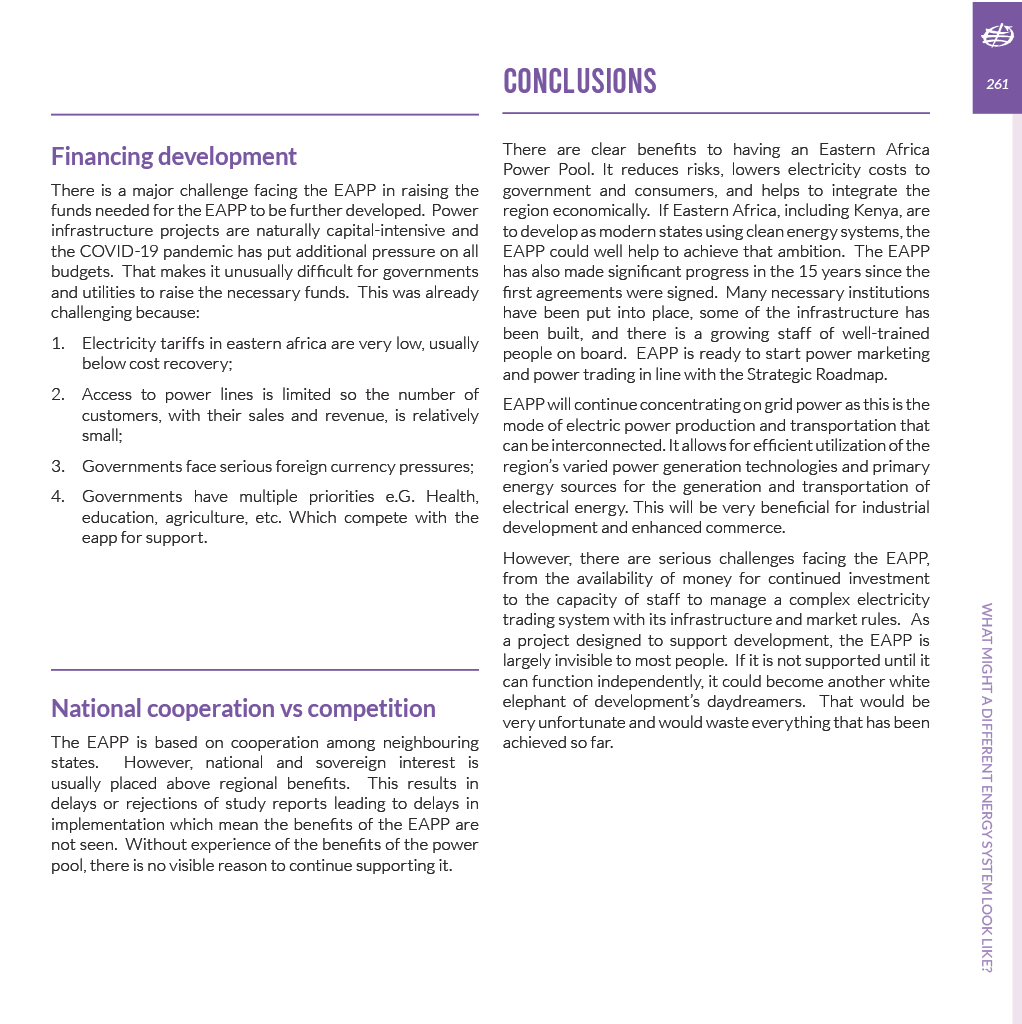 Financing development
There is a major challenge facing the EAPP in raising the
funds needed for the EAPP to be further developed. Power
infrastructure projects are naturally capital-intensive and
the COVID-19 pandemic has put additional pressure on all
budgets. That makes it unusually difficult for governments
and utilities to raise the necessary funds. This was already
challenging because:
1. Electricity tariffs in eastern africa are very low, usually
below cost recovery;
2. Access to power lines is limited so the number of
customers, with their sales and revenue, is relatively
small;
3. Governments face serious foreign currency pressures;
4. Governments have multiple priorities e.G. Health,
education, agriculture, etc. Which compete with the
eapp for support.
National cooperation vs competition
The EAPP is based on cooperation among neighbouring
states. However, national and sovereign interest is
usually placed above regional benefits. This results in
delays or rejections of study reports leading to delays in
implementation which mean the benefits of the EAPP are
not seen. Without experience of the benefits of the power
pool, there is no visible reason to continue supporting it.
CONCLUSIONS
There are clear benefits to having an Eastern Africa
Power Pool. It reduces risks, lowers electricity costs to
government and consumers, and helps to integrate the
region economically. If Eastern Africa, including Kenya, are
to develop as modern states using clean energy systems, the
EAPP could well help to achieve that ambition. The EAPP
has also made significant progress in the 15 years since the
first agreements were signed. Many necessary institutions
have been put into place, some of the infrastructure has
been built, and there is a growing staff of well-trained
people on board. EAPP is ready to start power marketing
and power trading in line with the Strategic Roadmap.
EAPP will continue concentrating on grid power as this is the
mode of electric power production and transportation that
can be interconnected. It allows for efficient utilization of the
region's varied power generation technologies and primary
energy sources for the generation and transportation of
electrical energy. This will be very beneficial for industrial
development and enhanced commerce.
However, there are serious challenges facing the EAPP,
from the availability of money for continued investment
to the capacity of staff to manage a complex electricity
trading system with its infrastructure and market rules. As
a project designed to support development, the EAPP is
largely invisible to most people. If it is not supported until it
can function independently, it could become another white
elephant of development's daydreamers. That would be
very unfortunate and would waste everything that has been
achieved so far.
261
WHAT MIGHT A DIFFERENT ENERGY SYSTEM LOOK LIKE?